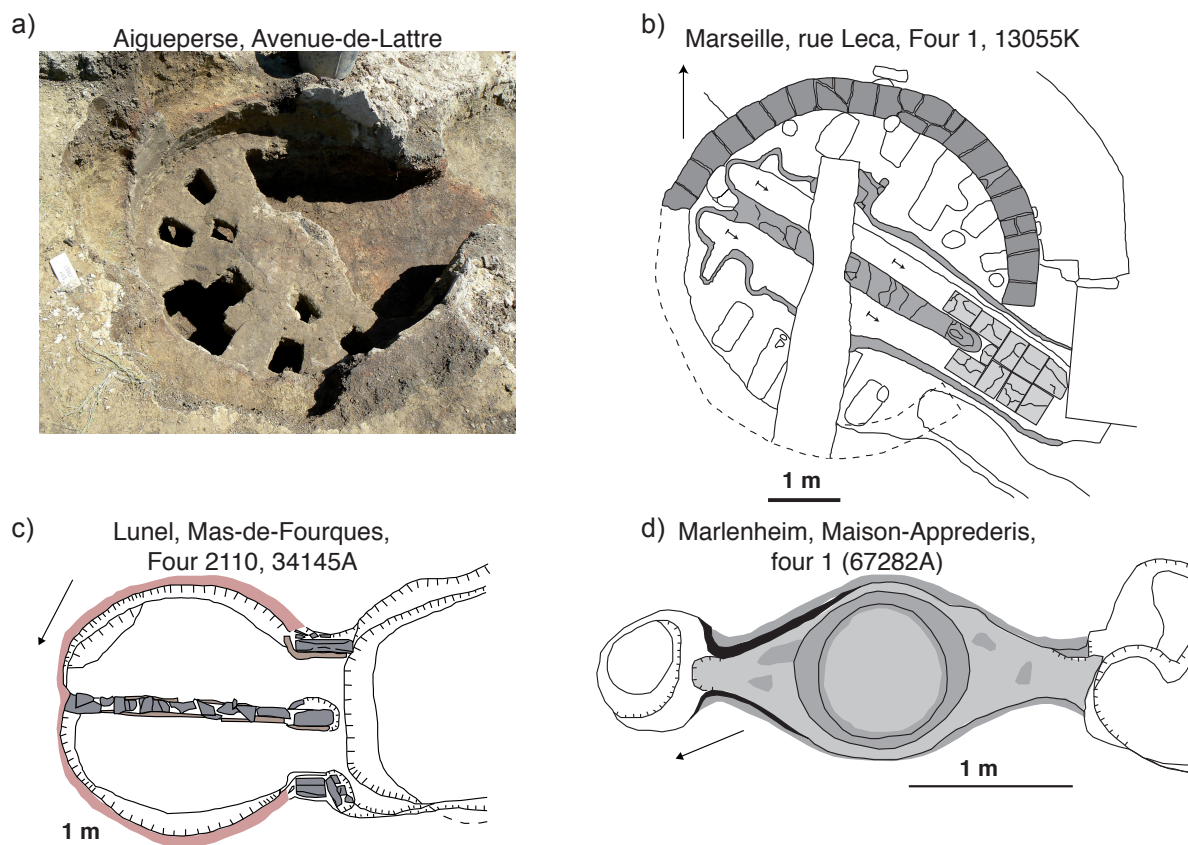 a)
Aigueperse, Avenue-de-Lattre
b)
Marseille, rue Leca, Four 1, 13055K
1 m
c)
Lunel, Mas-de-Fourques,
Four 2110, 34145A
1 m
d)
Marlenheim, Maison-Apprederis,
four 1 (67282A)
1 m